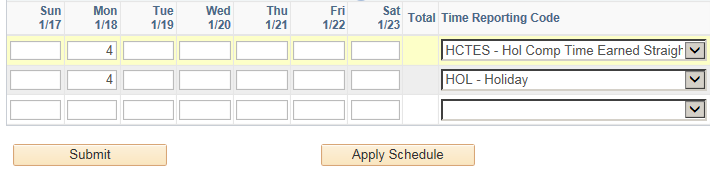 Sun Mon Tue Wed Thu Fri Sat Total Time Reporting Code
1/17 1/18 1/19 1/20 1/21 1/22 1/23
4 HCTES - Hol Comp Time Earned Straigh
4 HOL - Holiday
Submit Apply Schedule